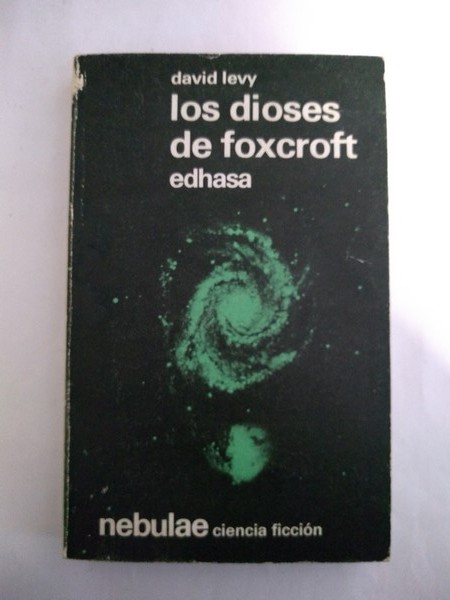 david levy
los dioses
de foxcroft
edhasa
nebulae ciencia ficción